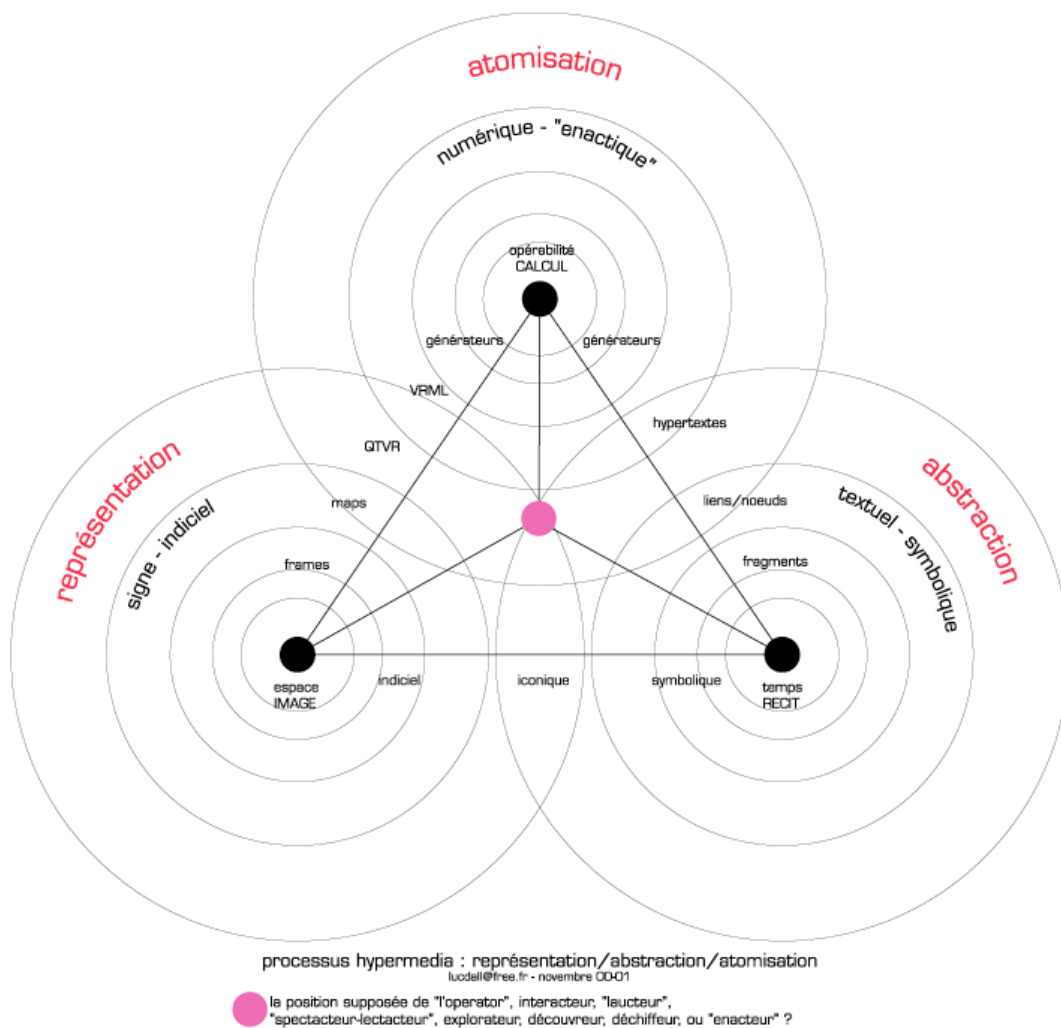 atomisation
numérique - "enactique"
opérabilité
CALCUL
générateurs
générateurs
VRML
hypertextes
QTVR
représentation
abstraction
signe - indiciel
maps
liens/noeuds
textuel - symbolique
frames
fragments
espace
IMAGE
indiciel
iconique
symbolique
temps
RECIT
processus hypermedia : représentation/abstraction/atomisation
lucdall@free.fr - novembre 00-01
la position supposée de "l'operator", interacteur, "laucteur",
"spectacteur-lectacteur", explorateur, découvreur, déchiffeur, ou "enacteur" ?